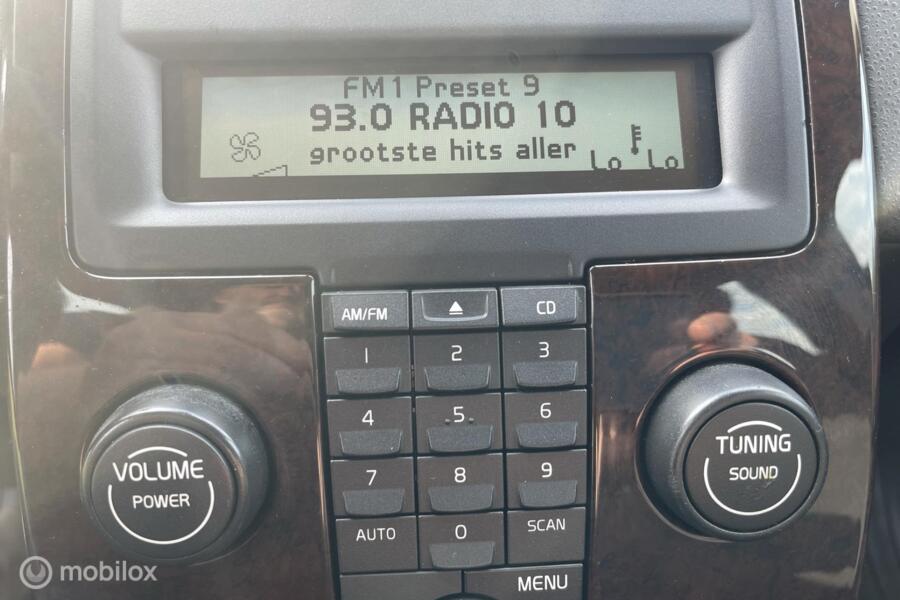 FM1 Preset 9
93.0 RADIO 10
grootste hits aller
Lo Lo
AM/FM CD
1 2 3
4 5 6
7 8 9
AUTO 0 SCAN
MENU
VOLUME
POWER
TUNING
SOUND
mobilox